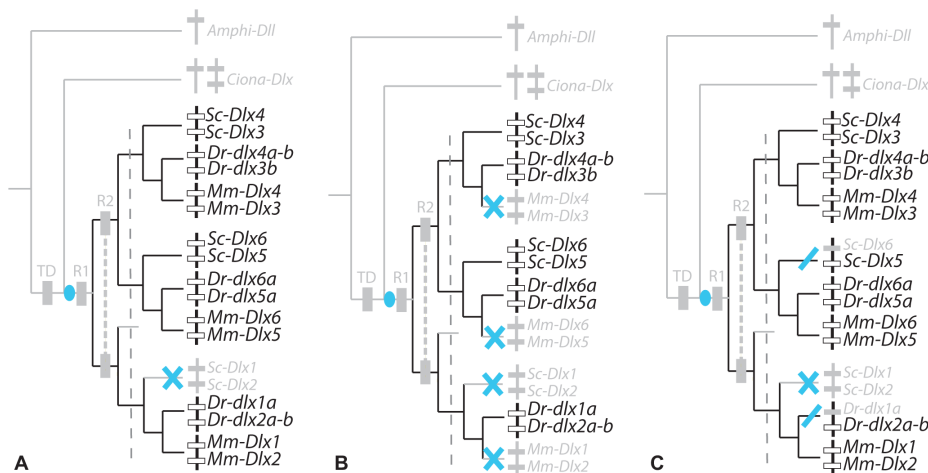 Amphi-Dll
Ciona-Dlx
Sc-Dlx4
Sc-Dlx3
Dr-dlx4a-b
Dr-dlx3b
Mm-Dlx4
Mm-Dlx3
R2
Sc-Dlx6
Sc-Dlx5
TD
R1
Dr-dlx6a
Dr-dlx5a
Mm-Dlx6
Mm-Dlx5
Sc-Dlx1
Sc-Dlx2
Dr-dlx1a
Dr-dlx2a-b
Mm-Dlx1
Mm-Dlx2
A
Amphi-Dll
Ciona-Dlx
Sc-Dlx4
Sc-Dlx3
Dr-dlx4a-b
Dr-dlx3b
Mm-Dlx4
Mm-Dlx3
R2
Sc-Dlx6
Sc-Dlx5
TD
R1
Dr-dlx6a
Dr-dlx5a
Mm-Dlx6
Mm-Dlx5
Sc-Dlx1
Sc-Dlx2
Dr-dlx1a
Dr-dlx2a-b
Mm-Dlx1
Mm-Dlx2
B
Amphi-Dll
Ciona-Dlx
Sc-Dlx4
Sc-Dlx3
Dr-dlx4a-b
Dr-dlx3b
Mm-Dlx4
Mm-Dlx3
R2
Sc-Dlx6
Sc-Dlx5
TD
R1
Dr-dlx6a
Dr-dlx5a
Mm-Dlx6
Mm-Dlx5
Sc-Dlx1
Sc-Dlx2
Dr-dlx1a
Dr-dlx2a-b
Mm-Dlx1
Mm-Dlx2
C